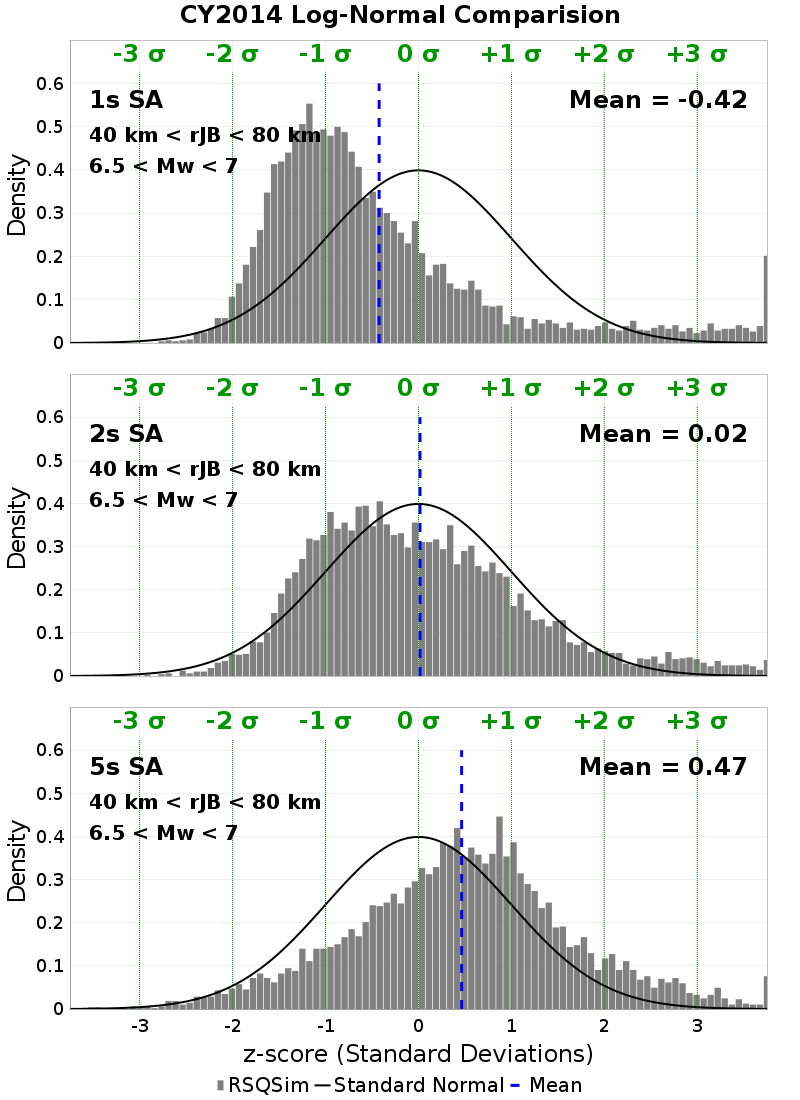 CY2014 Log-Normal Comparision
-3 σ -2 σ -1 σ 0 σ +1 σ +2 σ +3 σ
1s SA Mean = -0.42
40 km < rJB < 80 km
6.5 < Mw < 7
Density
0.6
0.5
0.4
0.3
0.2
0.1
0
-3 σ -2 σ -1 σ 0 σ +1 σ +2 σ +3 σ
2s SA Mean = 0.02
40 km < rJB < 80 km
6.5 < Mw < 7
Density
0.6
0.5
0.4
0.3
0.2
0.1
0
-3 σ -2 σ -1 σ 0 σ +1 σ +2 σ +3 σ
5s SA Mean = 0.47
40 km < rJB < 80 km
6.5 < Mw < 7
Density
0.6
0.5
0.4
0.3
0.2
0.1
0
-3 -2 -1 0 1 2 3
z-score (Standard Deviations)
RSQSim Standard Normal Mean